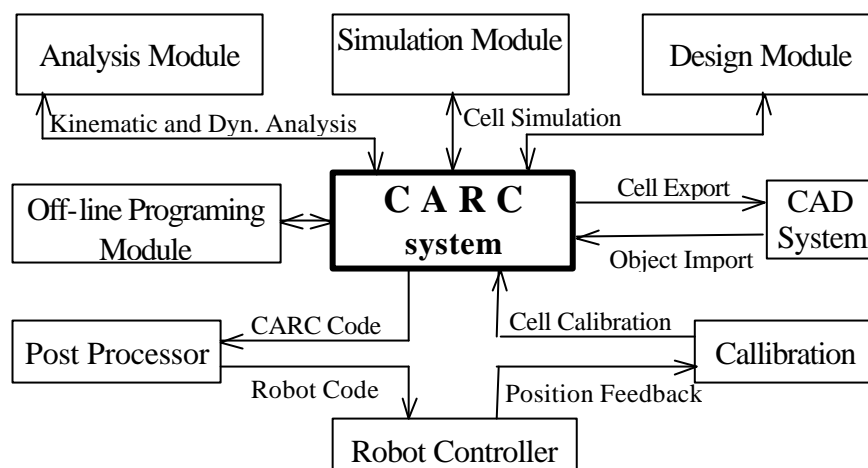 Analysis Module
Simulation Module
Design Module
Kinematic and Dyn. Analysis
Cell Simulation
Off-line Programing
Module
C A R C
system
Cell Export
Object Import
CAD
System
CARC Code
Cell Calibration
Post Processor
Callibration
Robot Code
Position Feedback
Robot Controller